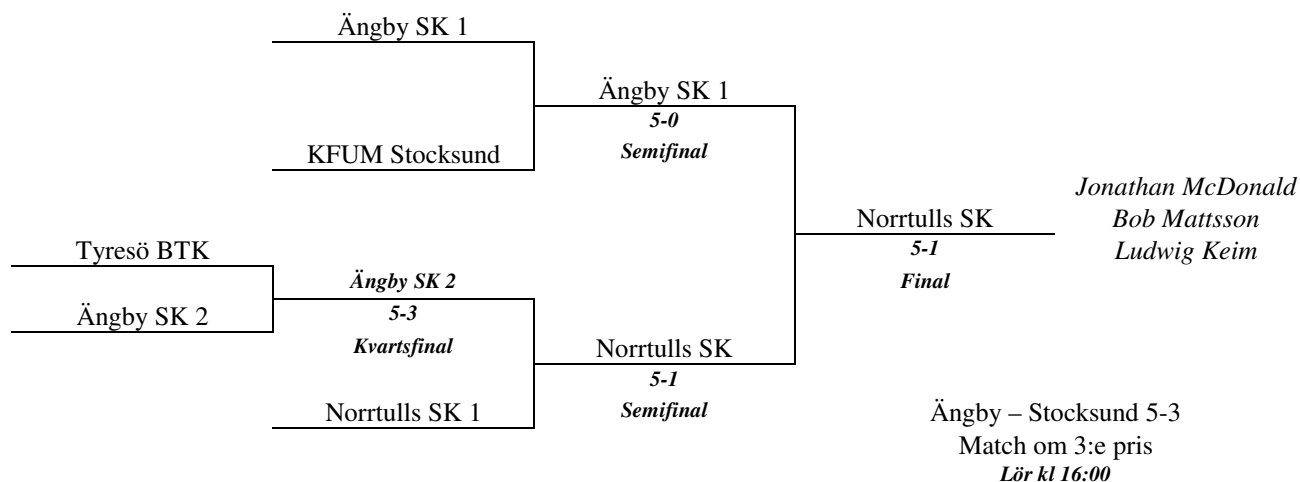 Ängby SK 1
Ängby SK 1
5-0
Semifinal
KFUM Stocksund
Jonathan McDonald
Bob Mattsson
Ludwig Keim
Norrtulls SK
5-1
Final
Tyresö BTK
Ängby SK 2
5-3
Kvartsfinal
Ängby SK 2
Norrtulls SK
5-1
Semifinal
Norrtulls SK 1
Ängby – Stocksund 5-3
Match om 3:e pris
Lör kl 16:00